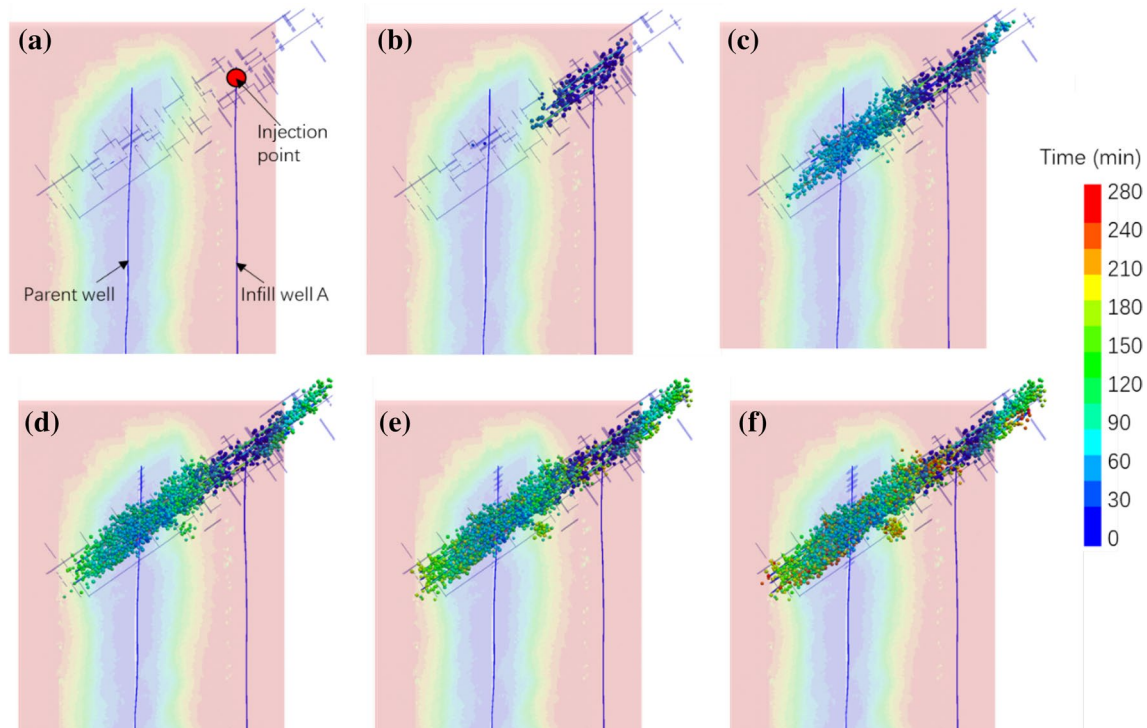 (a)
(b)
(c)
Injection
point
Parent well
Infill well A
Time (min)
280
240
210
180
150
120
90
60
30
0
(d)
(e)
(f)